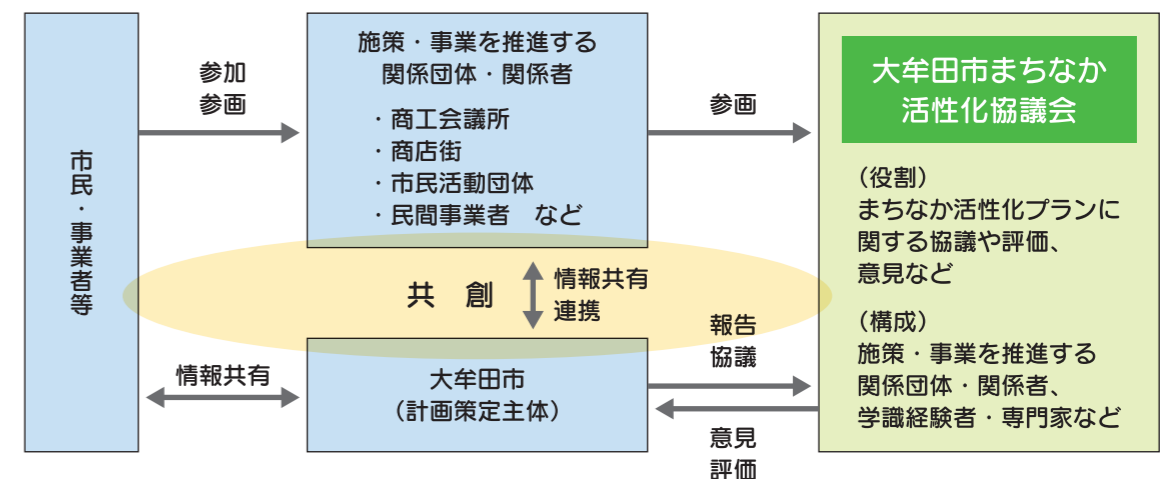 市民・事業者等
参加
参画
施策・事業を推進する
関係団体・関係者
・商工会議所
・商店街
・市民活動団体
・民間事業者　など
参画
共　創
情報共有
連携
情報共有
大牟田市
（計画策定主体）
報告
協議
意見
評価
大牟田市まちなか
活性化協議会
（役割）
まちなか活性化プランに
関する協議や評価、
意見など
（構成）
施策・事業を推進する
関係団体・関係者、
学識経験者・専門家など